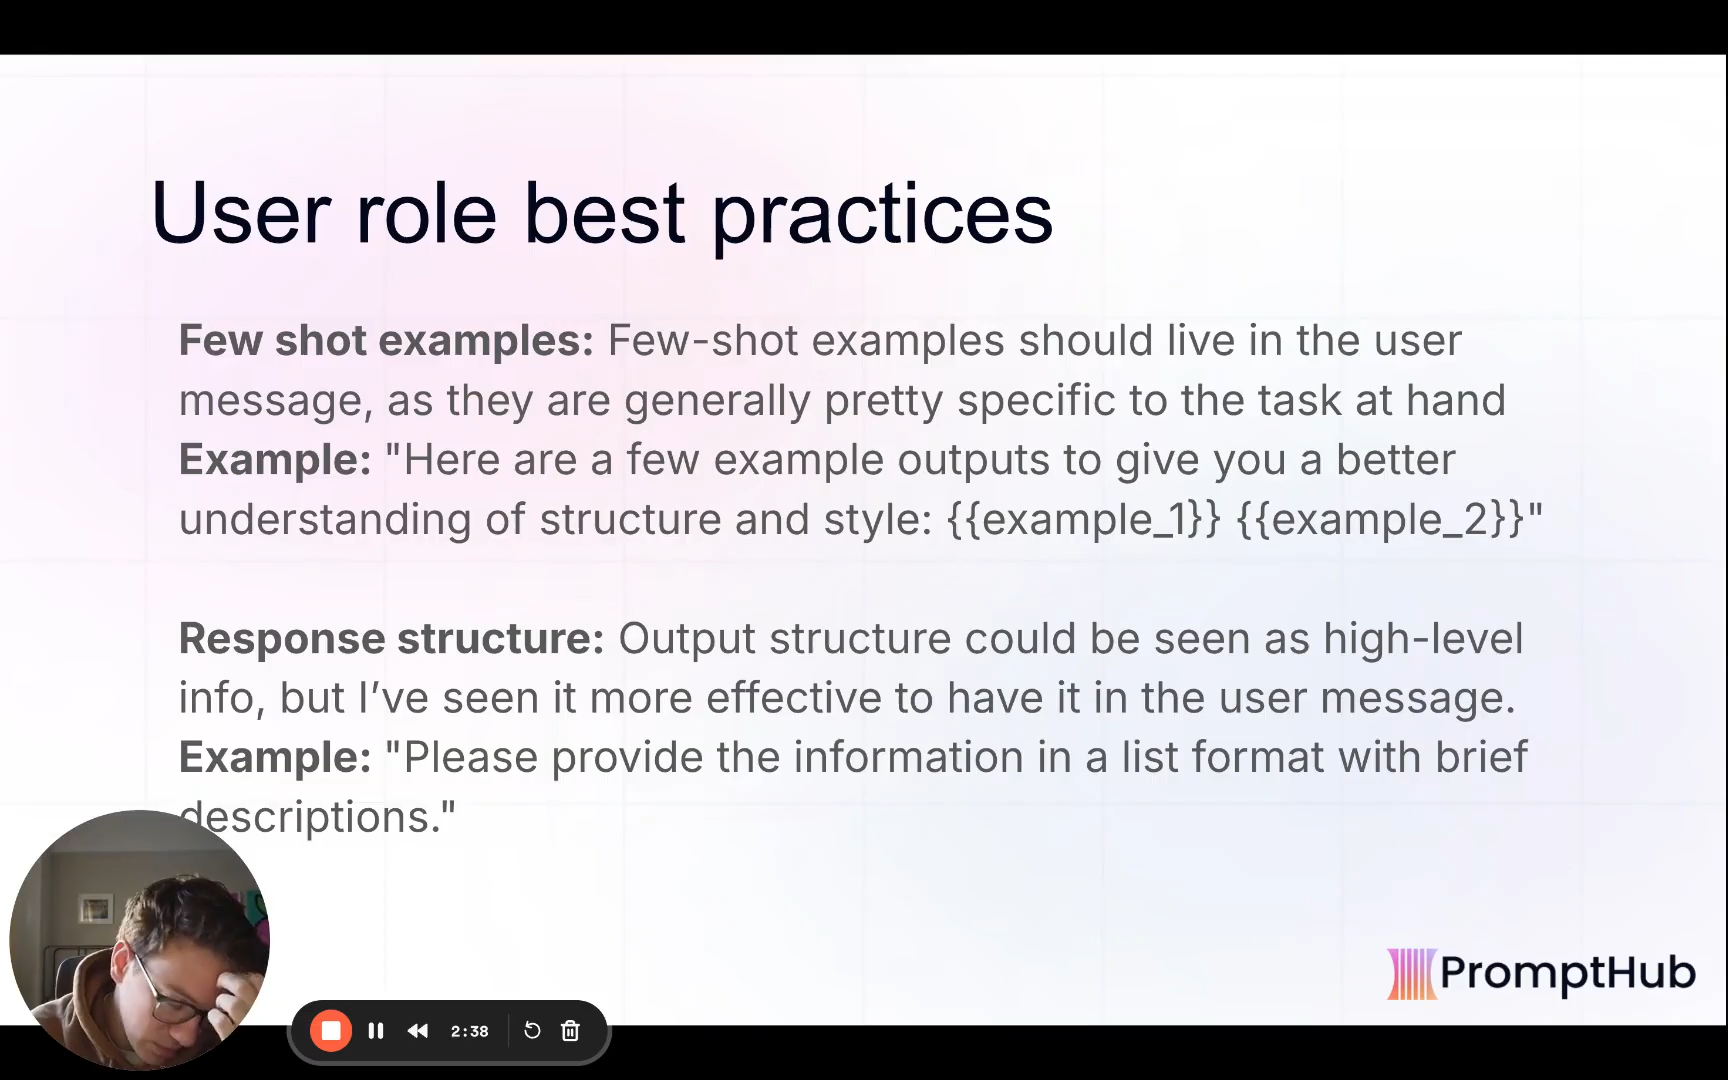 User role best practices
Few shot examples: Few-shot examples should live in the user
message, as they are generally pretty specific to the task at hand
Example: "Here are a few example outputs to give you a better
understanding of structure and style: {{example_1}} {{example_2}}"
Response structure: Output structure could be seen as high-level
info, but I’ve seen it more effective to have it in the user message.
Example: "Please provide the information in a list format with brief
descriptions."
PromptHub
2:38